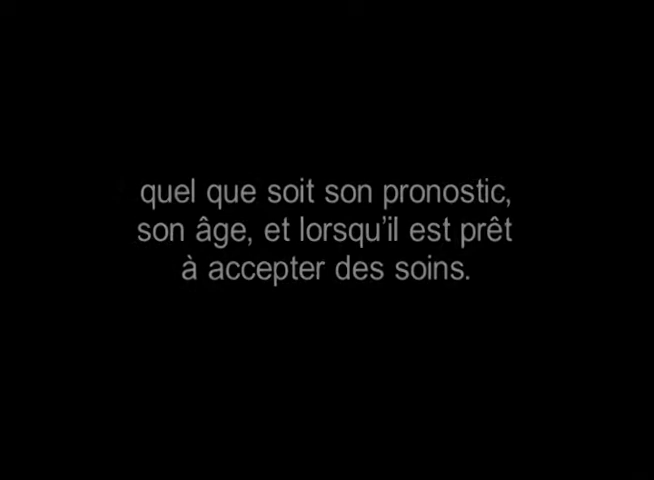 quel que soit son pronostic,
son âge, et lorsqu’il est prêt
à accepter des soins.